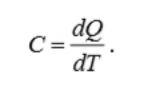 C = dQ/dT.